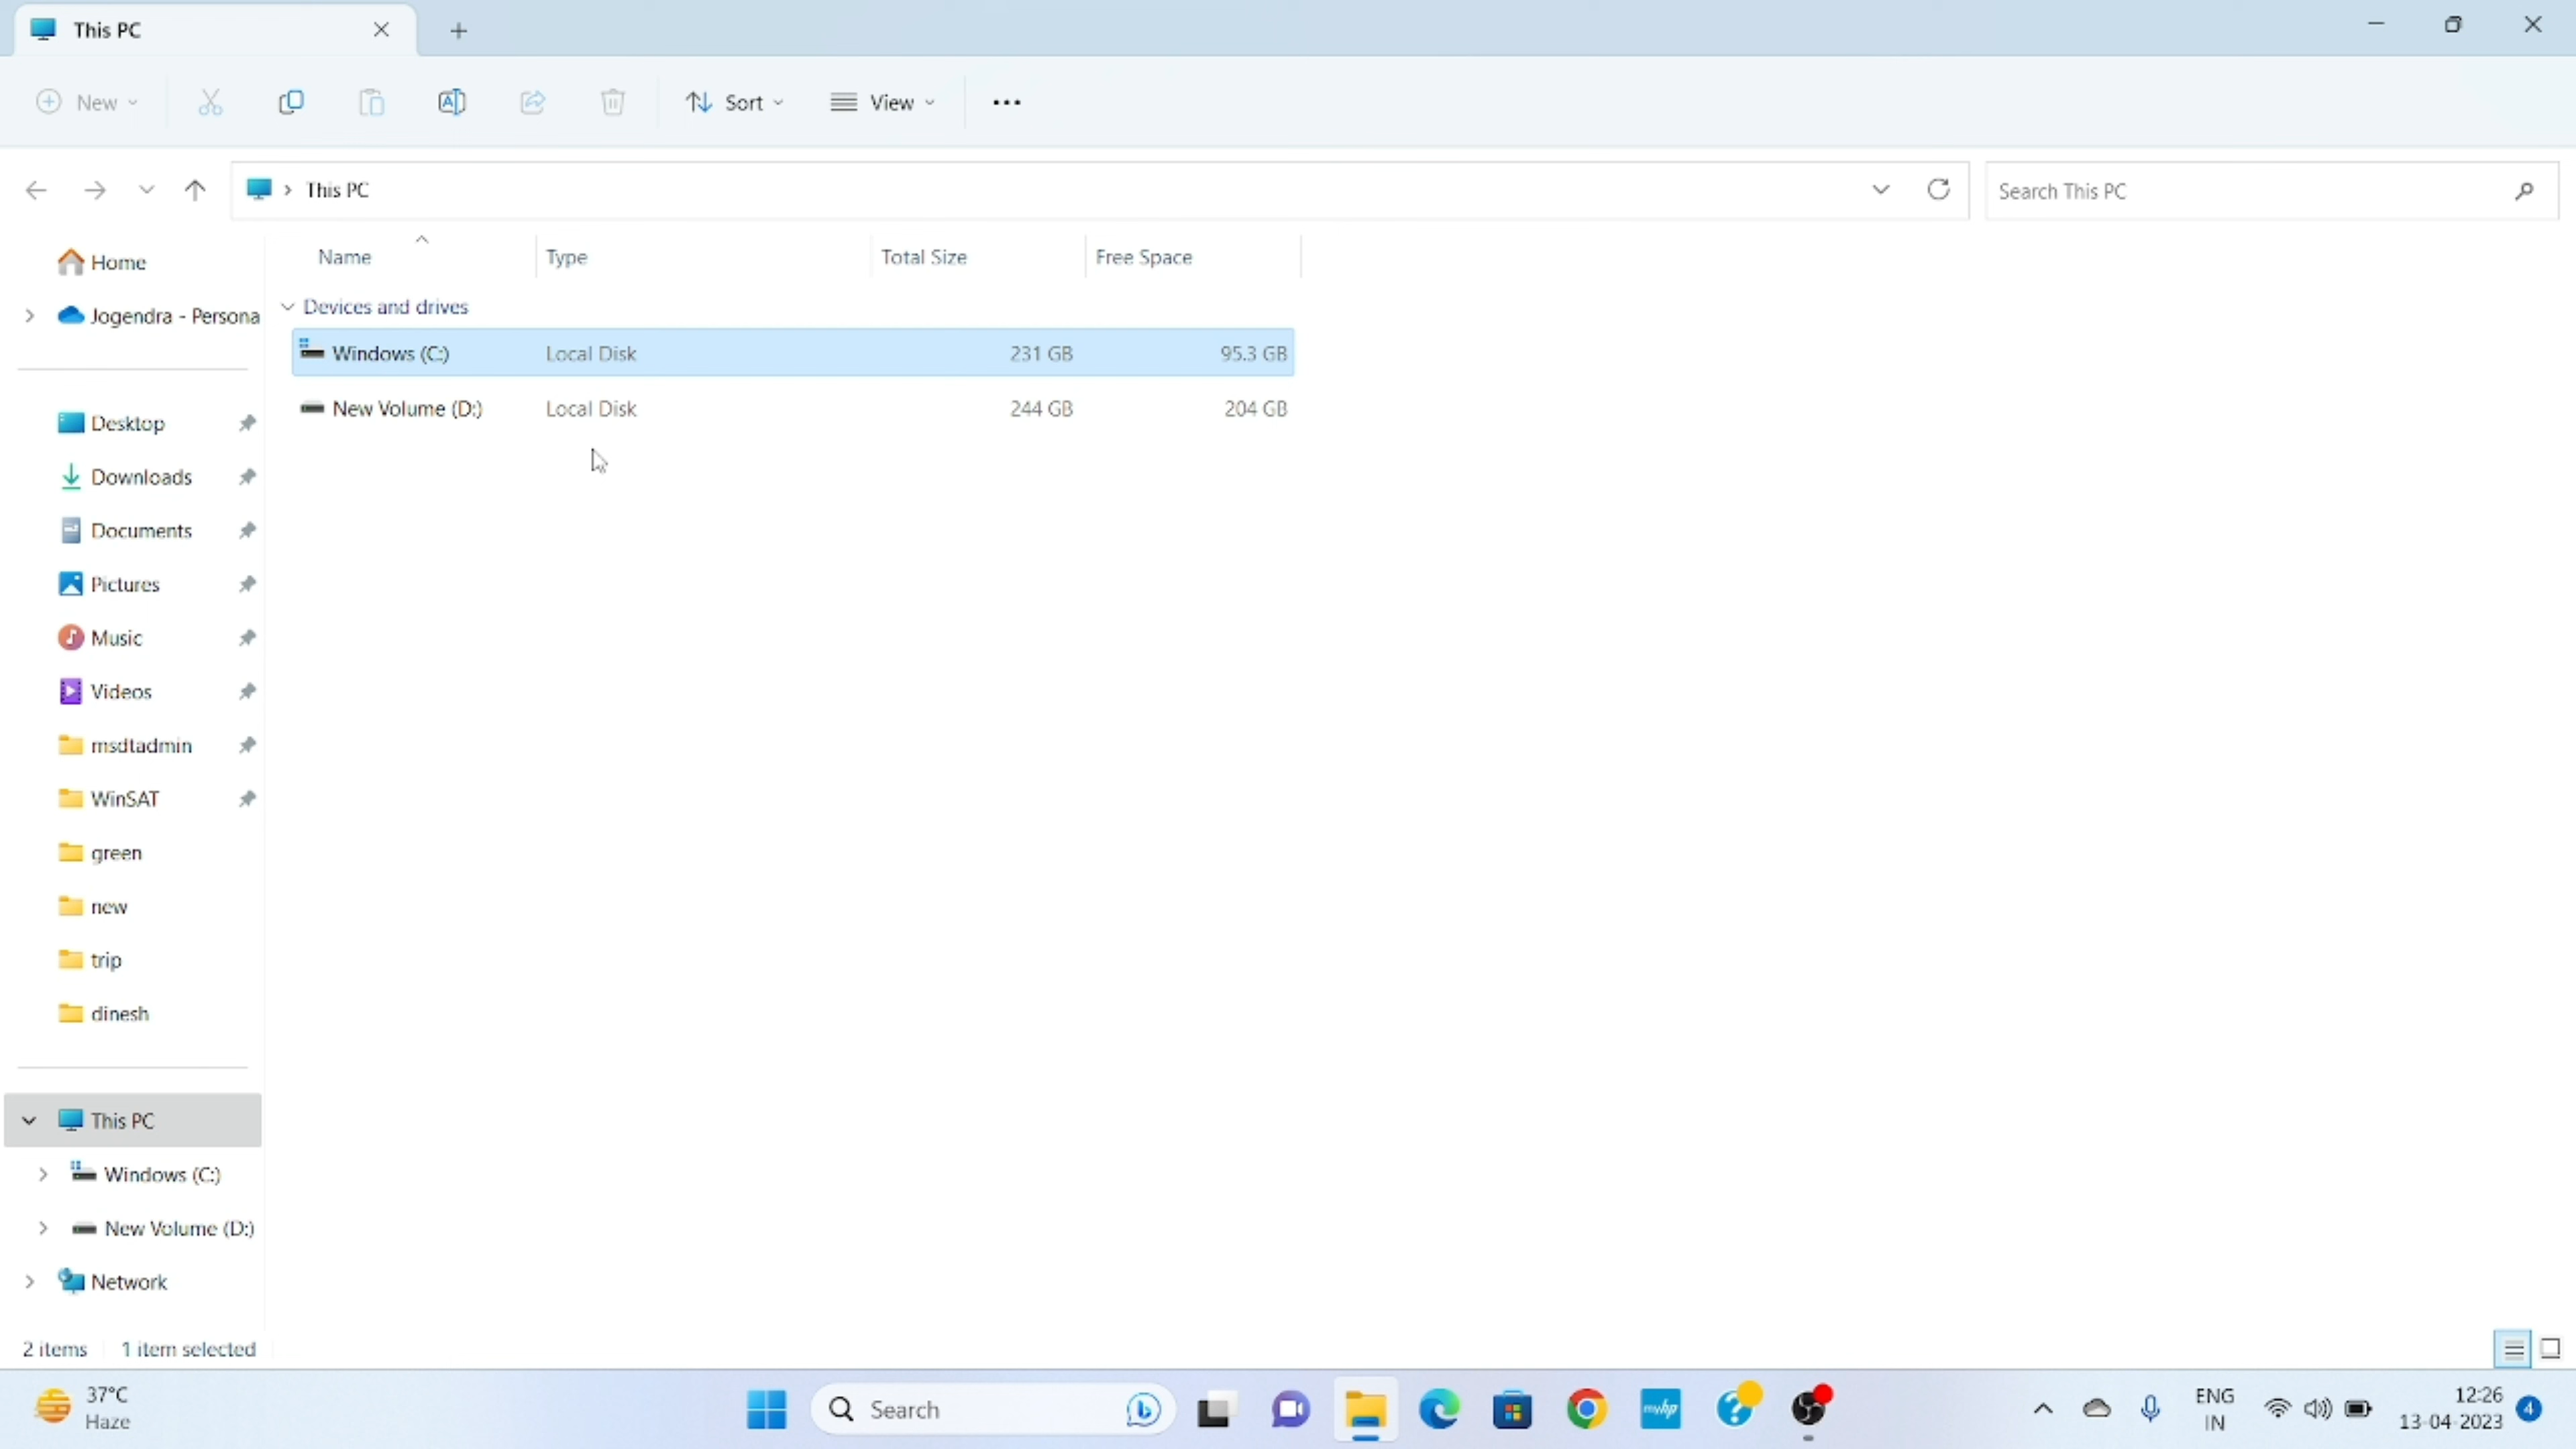 This PC
New
Sort
View
This PC
Search This PC
Name Type Total Size Free Space
Devices and drives
Windows (C:) Local Disk 231 GB 95.3 GB
New Volume (D:) Local Disk 244 GB 204 GB
Home
Jogendra - Persona
Desktop
Downloads
Documents
Pictures
Music
Videos
msdtadmin
WinSAT
green
new
trip
dinesh
This PC
Windows (C:)
New Volume (D:)
Network
2 items 1 item selected
37°C
Haze
Search
myhp
ENG
IN
12:26
13-04-2023
4